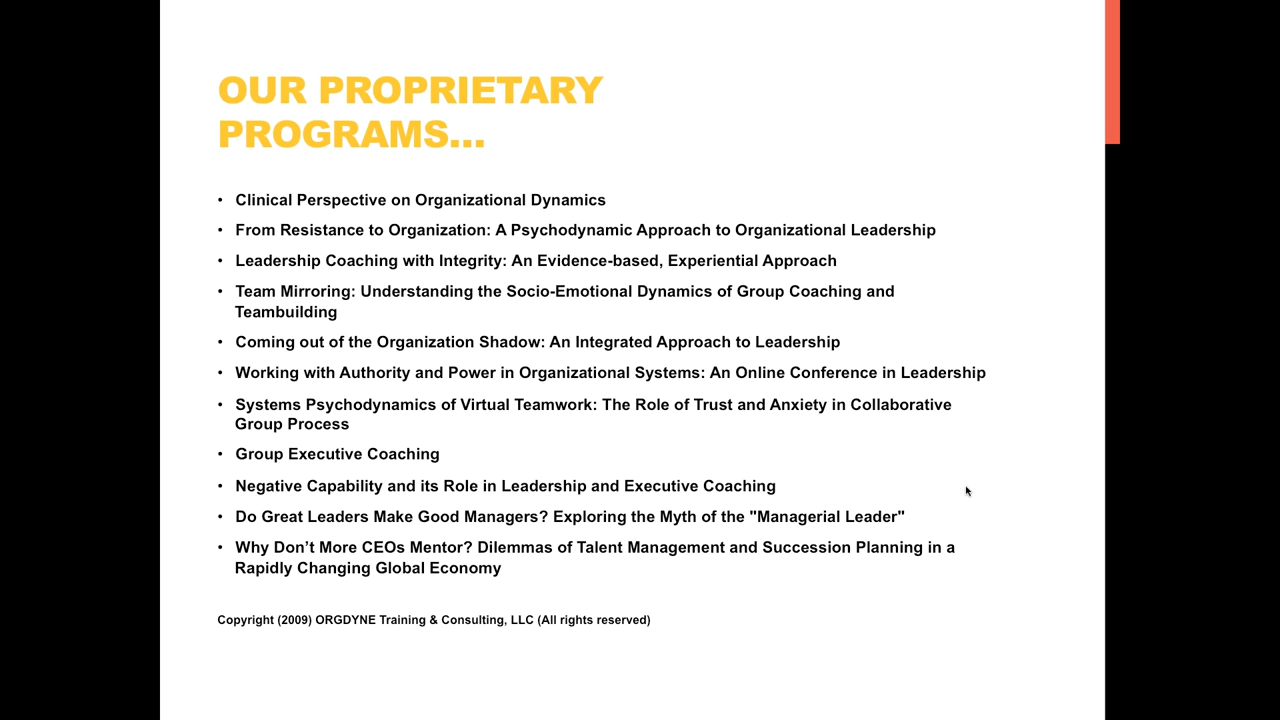 OUR PROPRIETARY
PROGRAMS...
• Clinical Perspective on Organizational Dynamics
• From Resistance to Organization: A Psychodynamic Approach to Organizational Leadership
• Leadership Coaching with Integrity: An Evidence-based, Experiential Approach
• Team Mirroring: Understanding the Socio-Emotional Dynamics of Group Coaching and
Teambuilding
• Coming out of the Organization Shadow: An Integrated Approach to Leadership
• Working with Authority and Power in Organizational Systems: An Online Conference in Leadership
• Systems Psychodynamics of Virtual Teamwork: The Role of Trust and Anxiety in Collaborative
Group Process
• Group Executive Coaching
• Negative Capability and its Role in Leadership and Executive Coaching
• Do Great Leaders Make Good Managers? Exploring the Myth of the "Managerial Leader"
• Why Don’t More CEOs Mentor? Dilemmas of Talent Management and Succession Planning in a
Rapidly Changing Global Economy
Copyright (2009) ORGDYNE Training & Consulting, LLC (All rights reserved)